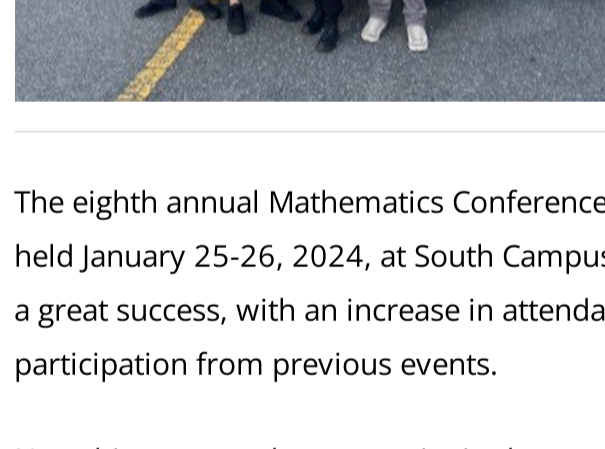 The eighth annual Mathematics Conference
held January 25-26, 2024, at South Campus
a great success, with an increase in attenda
participation from previous events.